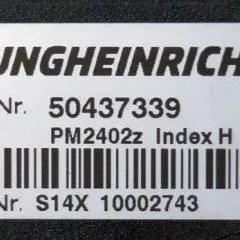 UNGHEINRICH
Nr. 50437339
PM2402z Index H
Nr. S14X 10002743